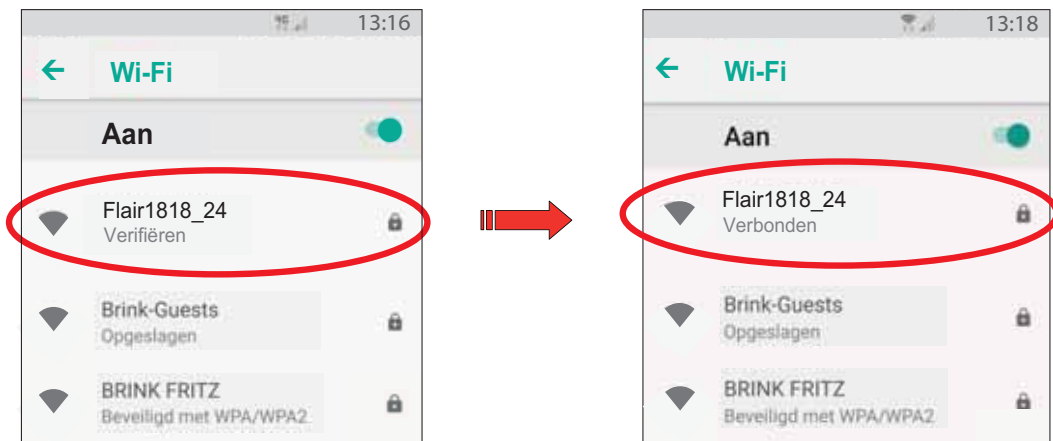 13:16
Wi-Fi
Aan
Flair1818_24
Verifiëren
Brink-Guests
Opgeslagen
BRINK FRITZ
Beveiligd met WPA/WPA2
13:18
Wi-Fi
Aan
Flair1818_24
Verbonden
Brink-Guests
Opgeslagen
BRINK FRITZ
Beveiligd met WPA/WPA2